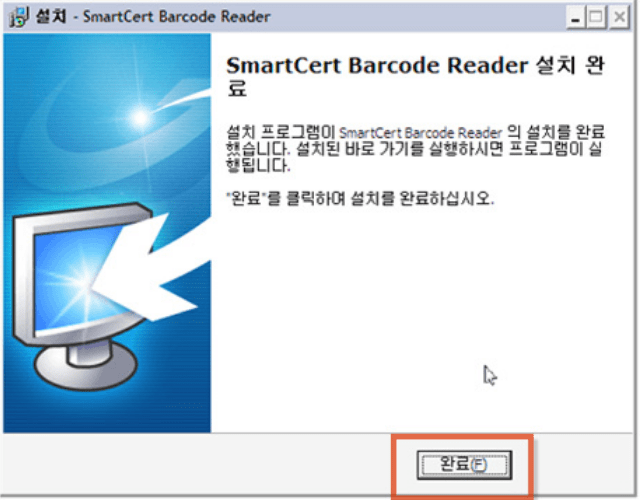 설치 - SmartCert Barcode Reader
SmartCert Barcode Reader 설치 완
료
설치 프로그램이 SmartCert Barcode Reader 의 설치를 완료
했습니다. 설치된 바로 가기를 실행하시면 프로그램이 실
행됩니다.
"완료"를 클릭하여 설치를 완료하십시오.
완료(F)